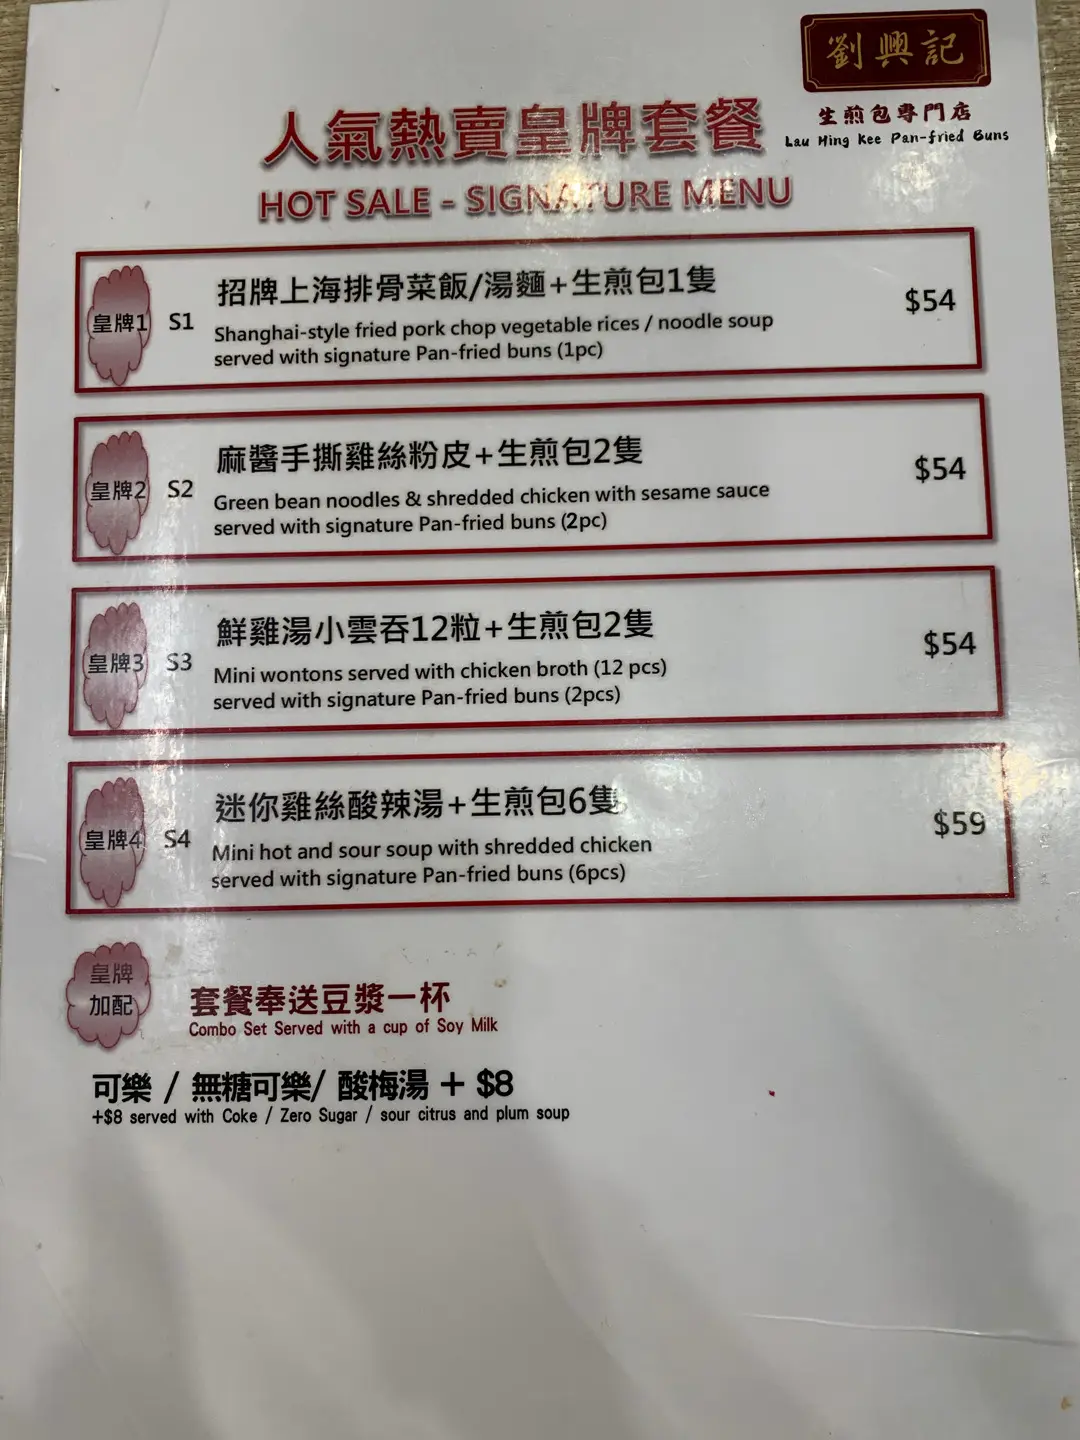 劉興記
生煎包專門店
Lau Hing Kee Pan-fried Buns
人氣熱賣皇牌套餐
HOT SALE - SIGNATURE MENU
皇牌1 S1 招牌上海排骨菜飯/湯麵+生煎包1隻 $54
Shanghai-style fried pork chop vegetable rices / noodle soup
served with signature Pan-fried buns (1pc)
皇牌2 S2 麻醬手撕雞絲粉皮+生煎包2隻 $54
Green bean noodles & shredded chicken with sesame sauce
served with signature Pan-fried buns (2pc)
皇牌3 S3 鮮雞湯小雲吞12粒+生煎包2隻 $54
Mini wontons served with chicken broth (12 pcs)
served with signature Pan-fried buns (2pcs)
皇牌4 S4 迷你雞絲酸辣湯+生煎包6隻 $59
Mini hot and sour soup with shredded chicken
served with signature Pan-fried buns (6pcs)
皇牌
加配
套餐奉送豆漿一杯
Combo Set Served with a cup of Soy Milk
可樂 / 無糖可樂/ 酸梅湯 + $8
+$8 served with Coke / Zero Sugar / sour citrus and plum soup